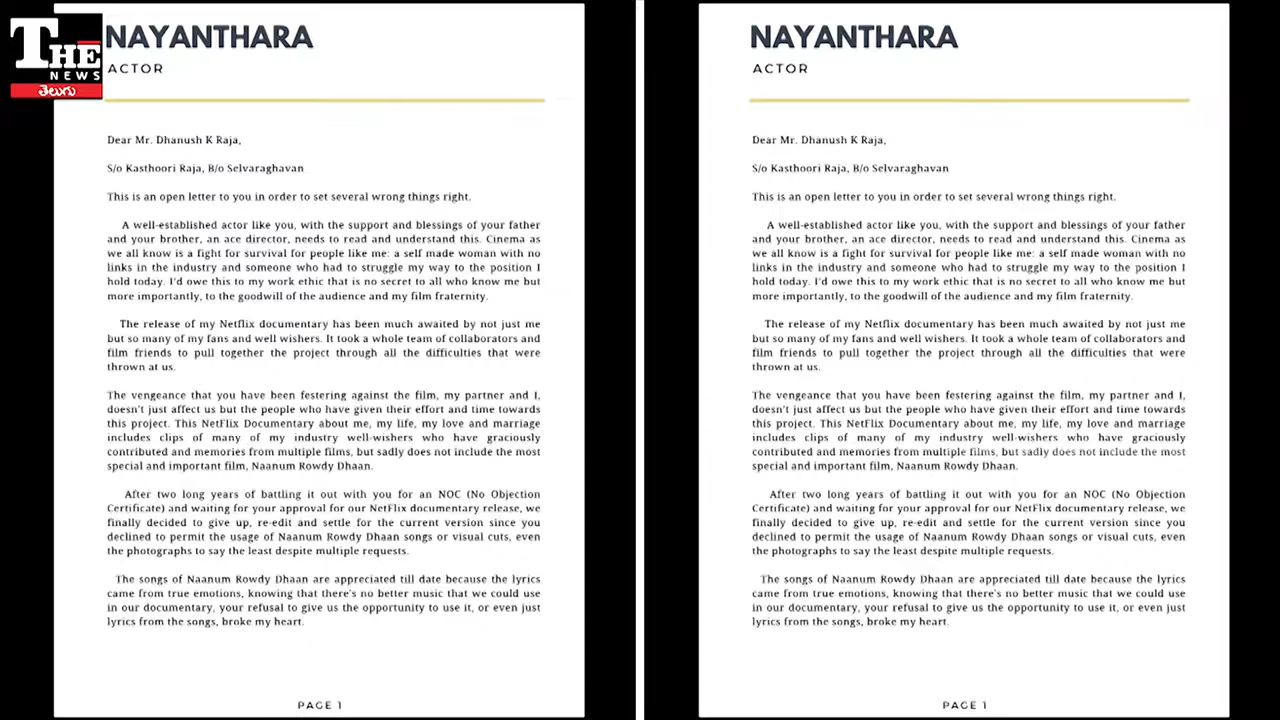 THE
NEWS
తెలుగు
NAYANTHARA
ACTOR
Dear Mr. Dhanush K Raja,
S/o Kasthoori Raja, B/o Selvaraghavan
This is an open letter to you in order to set several wrong things right.
A well-established actor like you, with the support and blessings of your father
and your brother, an ace director, needs to read and understand this. Cinema as
we all know is a fight for survival for people like me: a self made woman with no
links in the industry and someone who had to struggle my way to the position I
hold today. I'd owe this to my work ethic that is no secret to all who know me but
more importantly, to the goodwill of the audience and my film fraternity.
The release of my Netflix documentary has been much awaited by not just me
but so many of my fans and well wishers. It took a whole team of collaborators and
film friends to pull together the project through all the difficulties that were
thrown at us.
The vengeance that you have been festering against the film, my partner and I,
doesn't just affect us but the people who have given their effort and time towards
this project. This NetFlix Documentary about me, my life, my love and marriage
includes clips of many of my industry well-wishers who have graciously
contributed and memories from multiple films, but sadly does not include the most
special and important film, Naanum Rowdy Dhaan.
After two long years of battling it out with you for an NOC (No Objection
Certificate) and waiting for your approval for our NetFlix documentary release, we
finally decided to give up, re-edit and settle for the current version since you
declined to permit the usage of Naanum Rowdy Dhaan songs or visual cuts, even
the photographs to say the least despite multiple requests.
The songs of Naanum Rowdy Dhaan are appreciated till date because the lyrics
came from true emotions, knowing that there's no better music that we could use
in our documentary, your refusal to give us the opportunity to use it, or even just
lyrics from the songs, broke my heart.
PAGE 1
NAYANTHARA
ACTOR
Dear Mr. Dhanush K Raja,
S/o Kasthoori Raja, B/o Selvaraghavan
This is an open letter to you in order to set several wrong things right.
A well-established actor like you, with the support and blessings of your father
and your brother, an ace director, needs to read and understand this. Cinema as
we all know is a fight for survival for people like me: a self made woman with no
links in the industry and someone who had to struggle my way to the position I
hold today. I'd owe this to my work ethic that is no secret to all who know me but
more importantly, to the goodwill of the audience and my film fraternity.
The release of my Netflix documentary has been much awaited by not just me
but so many of my fans and well wishers. It took a whole team of collaborators and
film friends to pull together the project through all the difficulties that were
thrown at us.
The vengeance that you have been festering against the film, my partner and I,
doesn't just affect us but the people who have given their effort and time towards
this project. This NetFlix Documentary about me, my life, my love and marriage
includes clips of many of my industry well-wishers who have graciously
contributed and memories from multiple films, but sadly does not include the most
special and important film, Naanum Rowdy Dhaan.
After two long years of battling it out with you for an NOC (No Objection
Certificate) and waiting for your approval for our NetFlix documentary release, we
finally decided to give up, re-edit and settle for the current version since you
declined to permit the usage of Naanum Rowdy Dhaan songs or visual cuts, even
the photographs to say the least despite multiple requests.
The songs of Naanum Rowdy Dhaan are appreciated till date because the lyrics
came from true emotions, knowing that there's no better music that we could use
in our documentary, your refusal to give us the opportunity to use it, or even just
lyrics from the songs, broke my heart.
PAGE 1